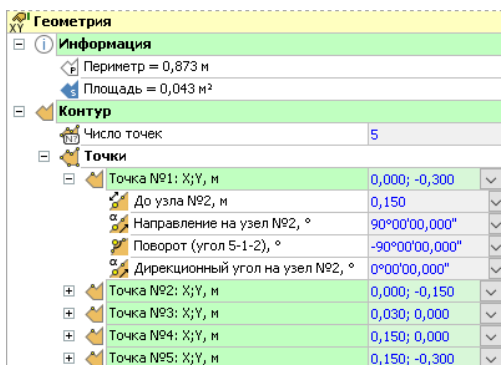 Геометрия
Информация
Периметр = 0,873 м
Площадь = 0,043 м²
Контур
Число точек 5
Точки
Точка №1: X;Y, м 0,000; -0,300
До узла №2, м 0,150
Направление на узел №2, ° 90°00'00,000"
Поворот (угол 5-1-2), ° -90°00'00,000"
Дирекционный угол на узел №2, ° 0°00'00,000"
Точка №2: X;Y, м 0,000; -0,150
Точка №3: X;Y, м 0,030; 0,000
Точка №4: X;Y, м 0,150; 0,000
Точка №5: X;Y, м 0,150; -0,300